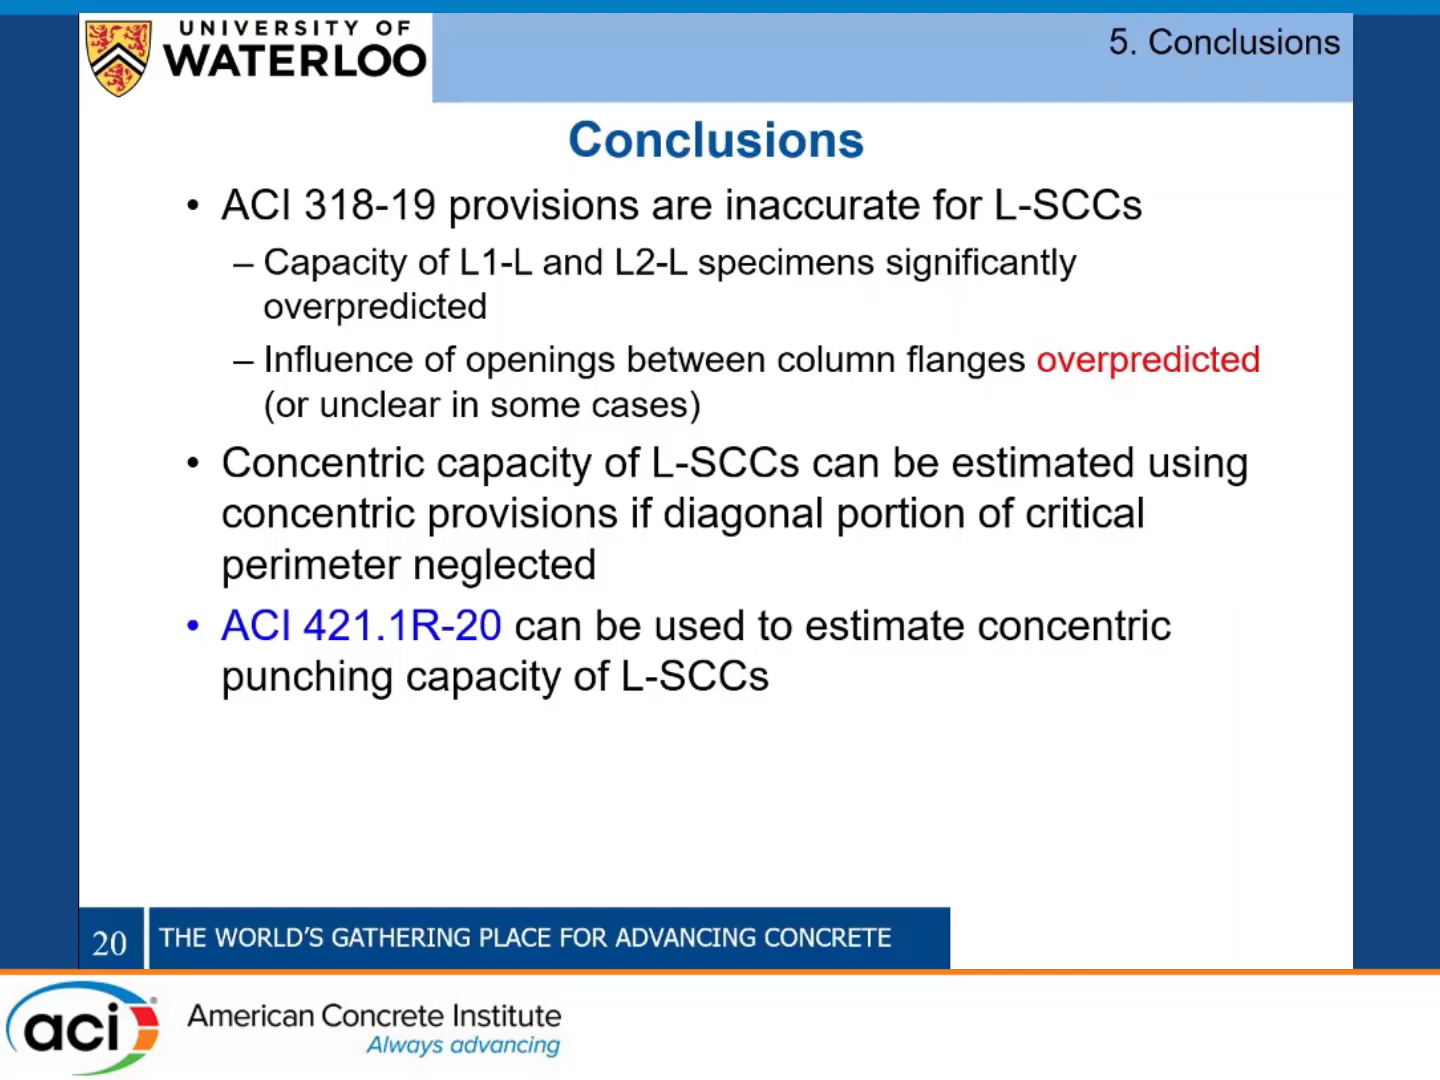 UNIVERSITY OF
WATERLOO
5. Conclusions
Conclusions
• ACI 318-19 provisions are inaccurate for L-SCCs
– Capacity of L1-L and L2-L specimens significantly
overpredicted
– Influence of openings between column flanges overpredicted
(or unclear in some cases)
• Concentric capacity of L-SCCs can be estimated using
concentric provisions if diagonal portion of critical
perimeter neglected
• ACI 421.1R-20 can be used to estimate concentric
punching capacity of L-SCCs
20
THE WORLD'S GATHERING PLACE FOR ADVANCING CONCRETE
aci
American Concrete Institute
Always advancing